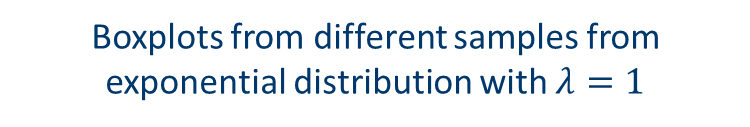 Boxplots from different samples from
exponential distribution with λ = 1